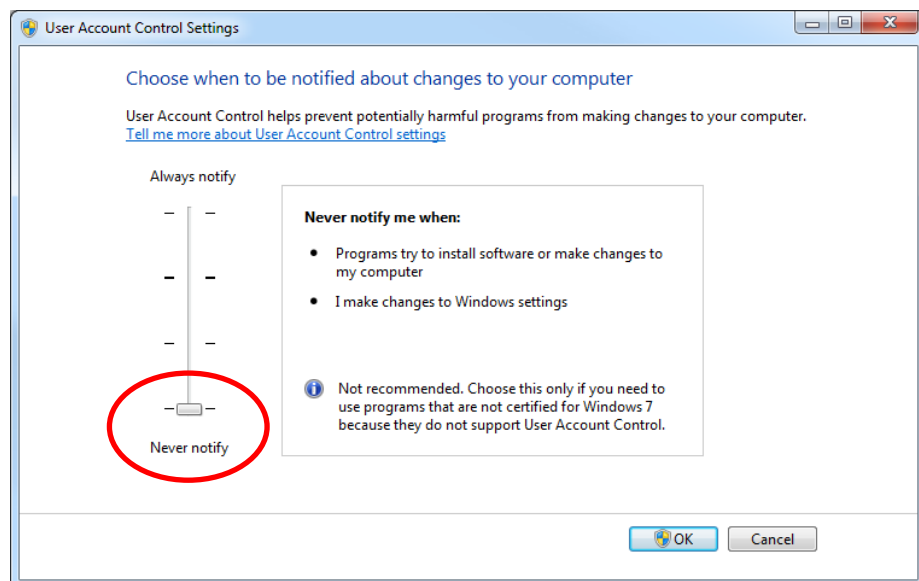 User Account Control Settings
Choose when to be notified about changes to your computer
User Account Control helps prevent potentially harmful programs from making changes to your computer.
Tell me more about User Account Control settings
Always notify
Never notify me when:
• Programs try to install software or make changes to
my computer
• I make changes to Windows settings
Not recommended. Choose this only if you need to
use programs that are not certified for Windows 7
because they do not support User Account Control.
Never notify
OK Cancel